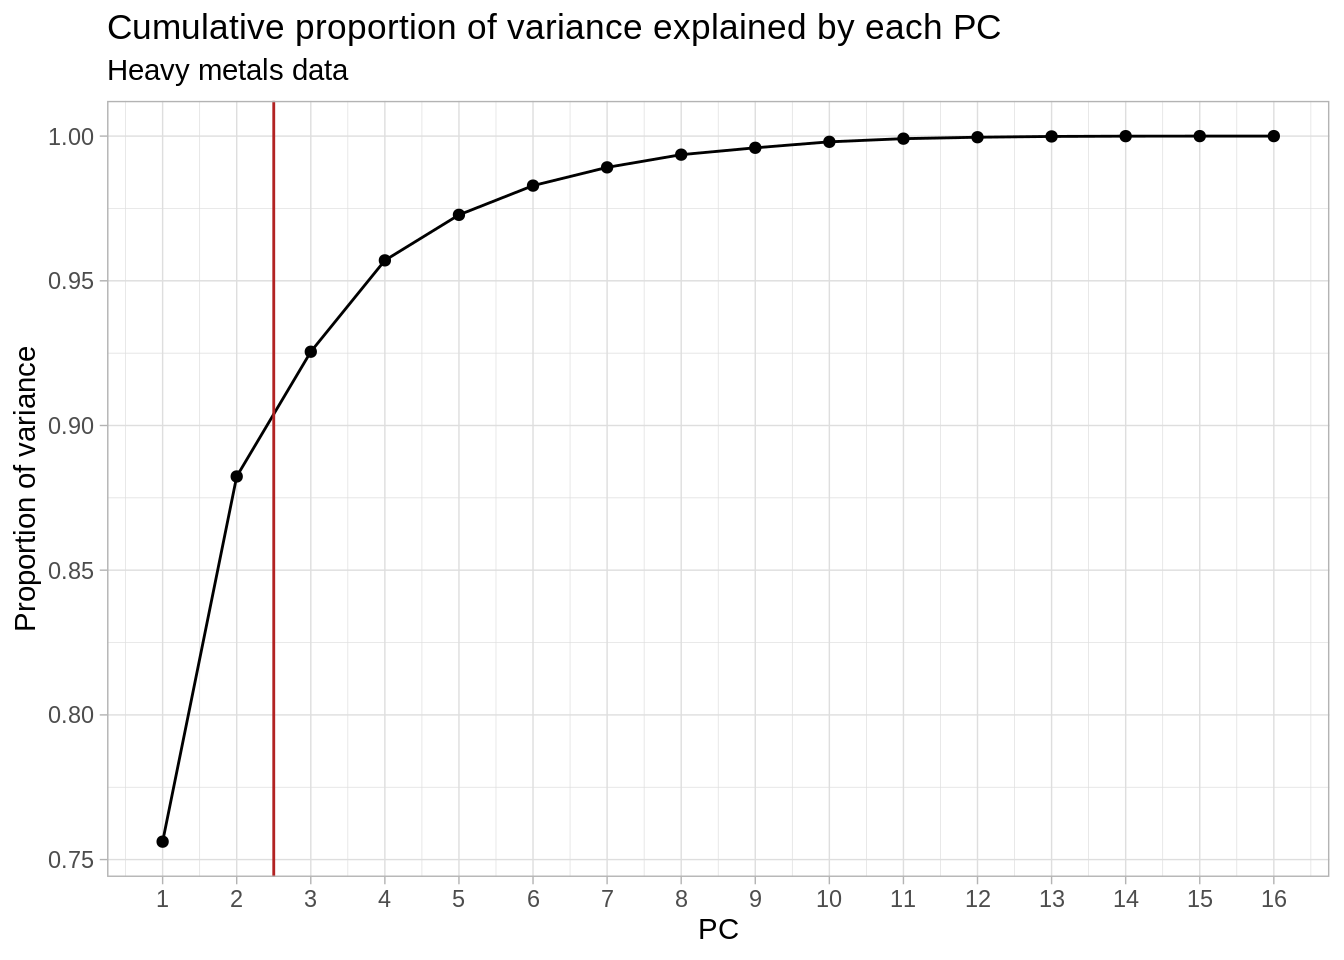 Cumulative proportion of variance explained by each PC
Heavy metals data
Proportion of variance
1.00
0.95
0.90
0.85
0.80
0.75
1 2 3 4 5 6 7 8 9 10 11 12 13 14 15 16
PC